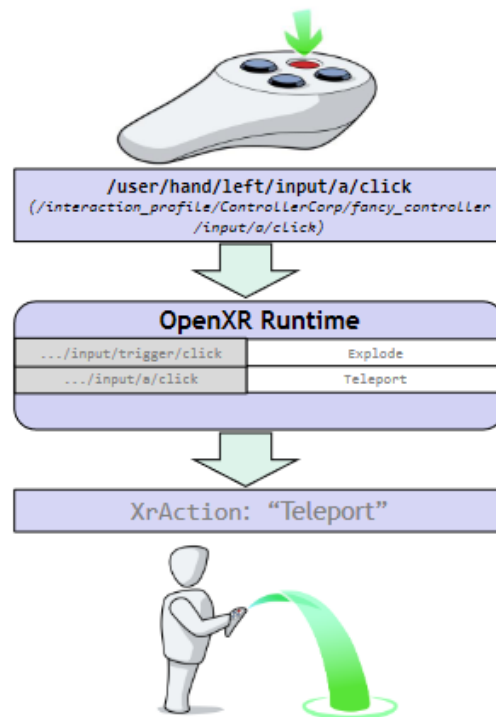 /user/hand/left/input/a/click
(/interaction_profile/ControllerCorp/fancy_controller
/input/a/click)
OpenXR Runtime
.../input/trigger/click Explode
.../input/a/click Teleport
XrAction: “Teleport”